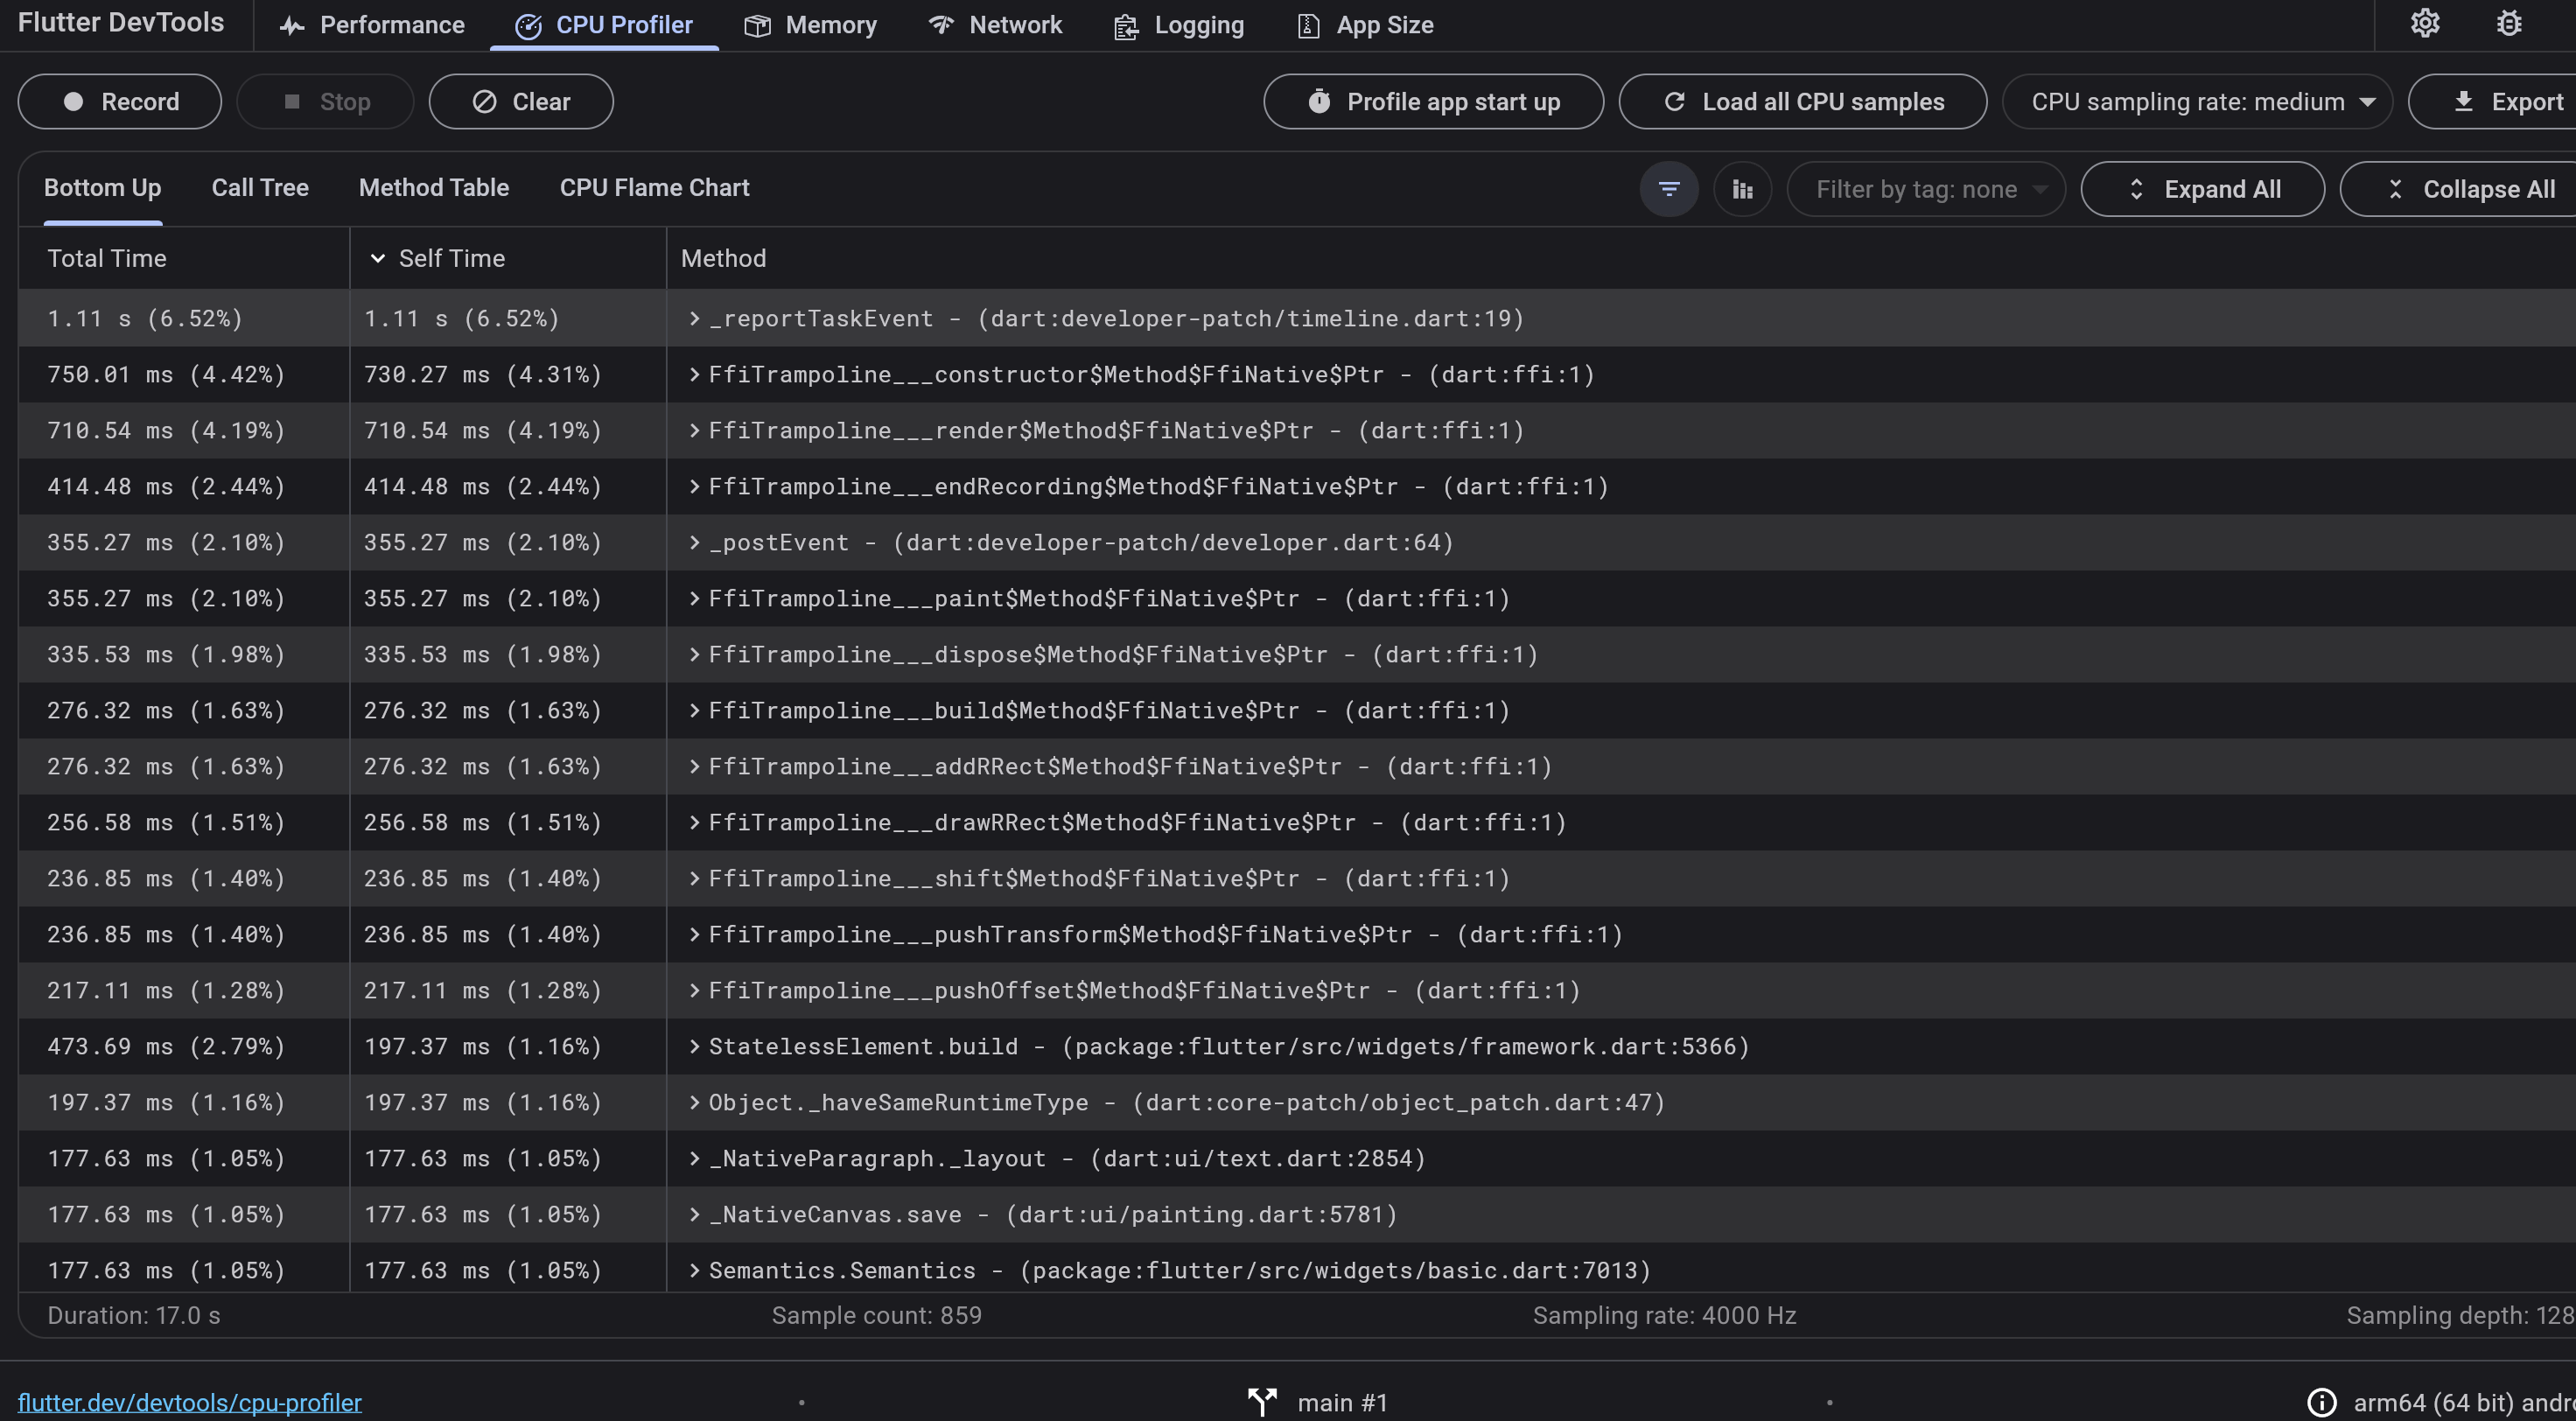 Flutter DevTools Performance CPU Profiler Memory Network Logging App Size
Record Stop Clear Profile app start up Load all CPU samples CPU sampling rate: medium Export
Bottom Up Call Tree Method Table CPU Flame Chart Filter by tag: none Expand All Collapse All
Total Time Self Time Method
1.11 s (6.52%) 1.11 s (6.52%) _reportTaskEvent - (dart:developer-patch/timeline.dart:19)
750.01 ms (4.42%) 730.27 ms (4.31%) FfiTrampoline___constructor$Method$FfiNative$Ptr - (dart:ffi:1)
710.54 ms (4.19%) 710.54 ms (4.19%) FfiTrampoline___render$Method$FfiNative$Ptr - (dart:ffi:1)
414.48 ms (2.44%) 414.48 ms (2.44%) FfiTrampoline___endRecording$Method$FfiNative$Ptr - (dart:ffi:1)
355.27 ms (2.10%) 355.27 ms (2.10%) _postEvent - (dart:developer-patch/developer.dart:64)
355.27 ms (2.10%) 355.27 ms (2.10%) FfiTrampoline___paint$Method$FfiNative$Ptr - (dart:ffi:1)
335.53 ms (1.98%) 335.53 ms (1.98%) FfiTrampoline___dispose$Method$FfiNative$Ptr - (dart:ffi:1)
276.32 ms (1.63%) 276.32 ms (1.63%) FfiTrampoline___build$Method$FfiNative$Ptr - (dart:ffi:1)
276.32 ms (1.63%) 276.32 ms (1.63%) FfiTrampoline___addRRect$Method$FfiNative$Ptr - (dart:ffi:1)
256.58 ms (1.51%) 256.58 ms (1.51%) FfiTrampoline___drawRRect$Method$FfiNative$Ptr - (dart:ffi:1)
236.85 ms (1.40%) 236.85 ms (1.40%) FfiTrampoline___shift$Method$FfiNative$Ptr - (dart:ffi:1)
236.85 ms (1.40%) 236.85 ms (1.40%) FfiTrampoline___pushTransform$Method$FfiNative$Ptr - (dart:ffi:1)
217.11 ms (1.28%) 217.11 ms (1.28%) FfiTrampoline___pushOffset$Method$FfiNative$Ptr - (dart:ffi:1)
473.69 ms (2.79%) 197.37 ms (1.16%) StatelessElement.build - (package:flutter/src/widgets/framework.dart:5366)
197.37 ms (1.16%) 197.37 ms (1.16%) Object._haveSameRuntimeType - (dart:core-patch/object_patch.dart:47)
177.63 ms (1.05%) 177.63 ms (1.05%) _NativeParagraph._layout - (dart:ui/text.dart:2854)
177.63 ms (1.05%) 177.63 ms (1.05%) _NativeCanvas.save - (dart:ui/painting.dart:5781)
177.63 ms (1.05%) 177.63 ms (1.05%) Semantics.Semantics - (package:flutter/src/widgets/basic.dart:7013)
Duration: 17.0 s Sample count: 859 Sampling rate: 4000 Hz Sampling depth: 128
flutter.dev/devtools/cpu-profiler • main #1 • arm64 (64 bit) andr